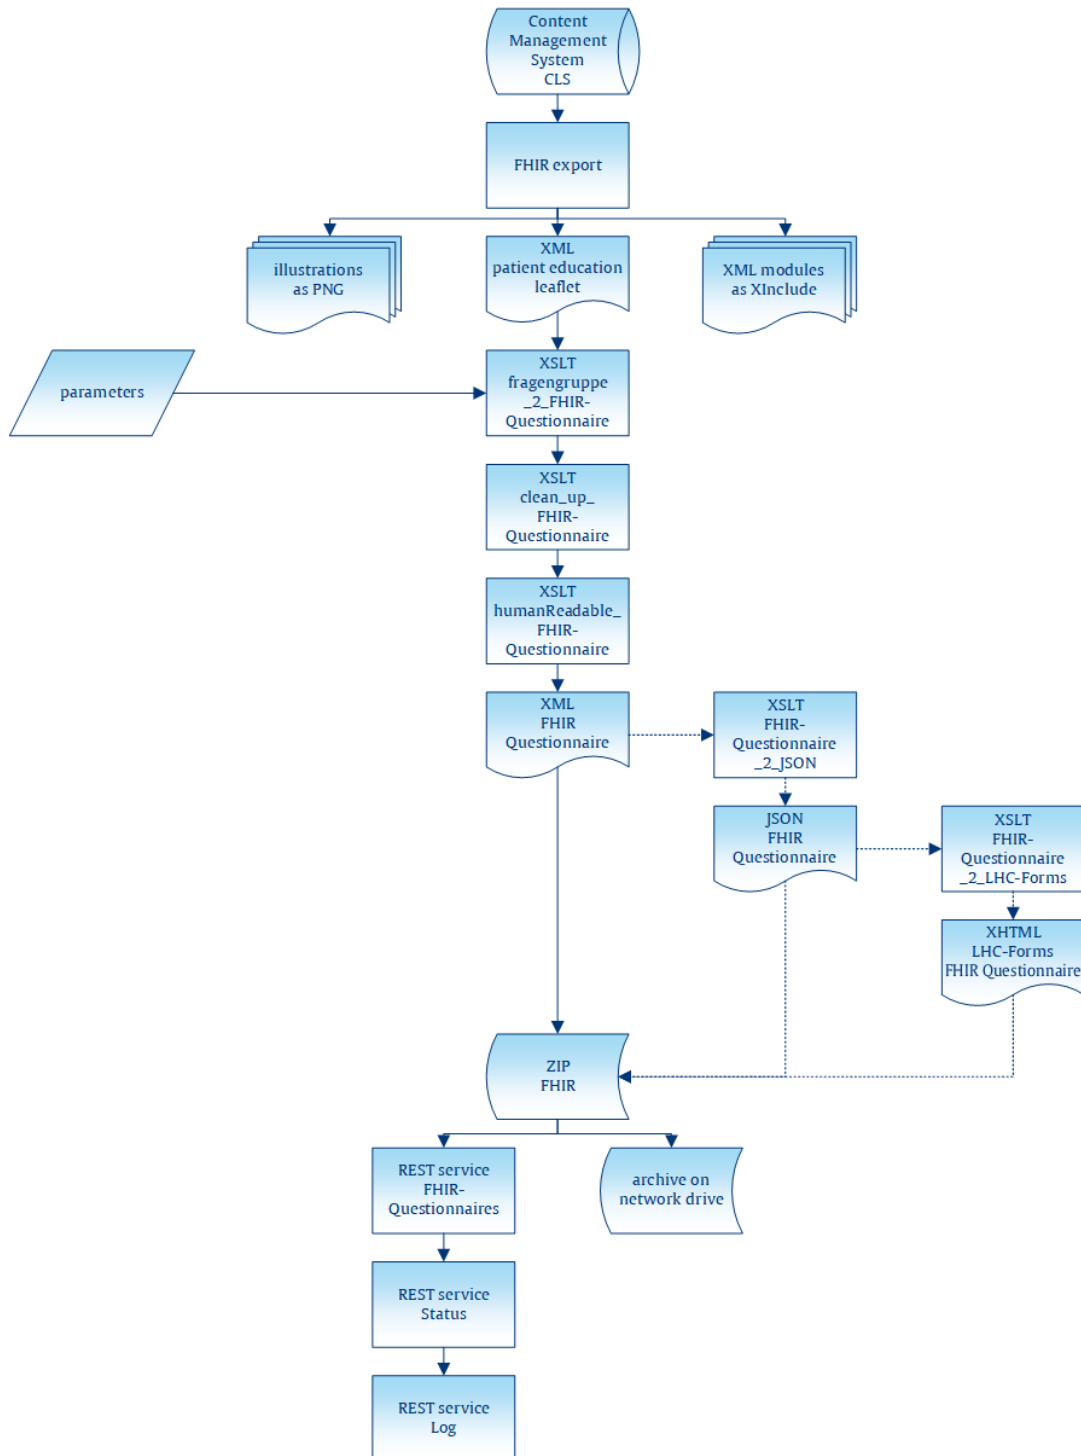 Content
Management
System
CLS
FHIR export
illustrations
as PNG
XML
patient education
leaflet
XML modules
as XInclude
parameters
XSLT
fragengruppe
_2_FHIR-
Questionnaire
XSLT
clean_up_
FHIR-
Questionnaire
XSLT
humanReadable_
FHIR-
Questionnaire
XML
FHIR
Questionnaire
XSLT
FHIR-
Questionnaire
_2_JSON
JSON
FHIR
Questionnaire
XSLT
FHIR-
Questionnaire
_2_LHC-Forms
XHTML
LHC-Forms
FHIR Questionnaire
ZIP
FHIR
REST service
FHIR-
Questionnaires
archive on
network drive
REST service
Status
REST service
Log